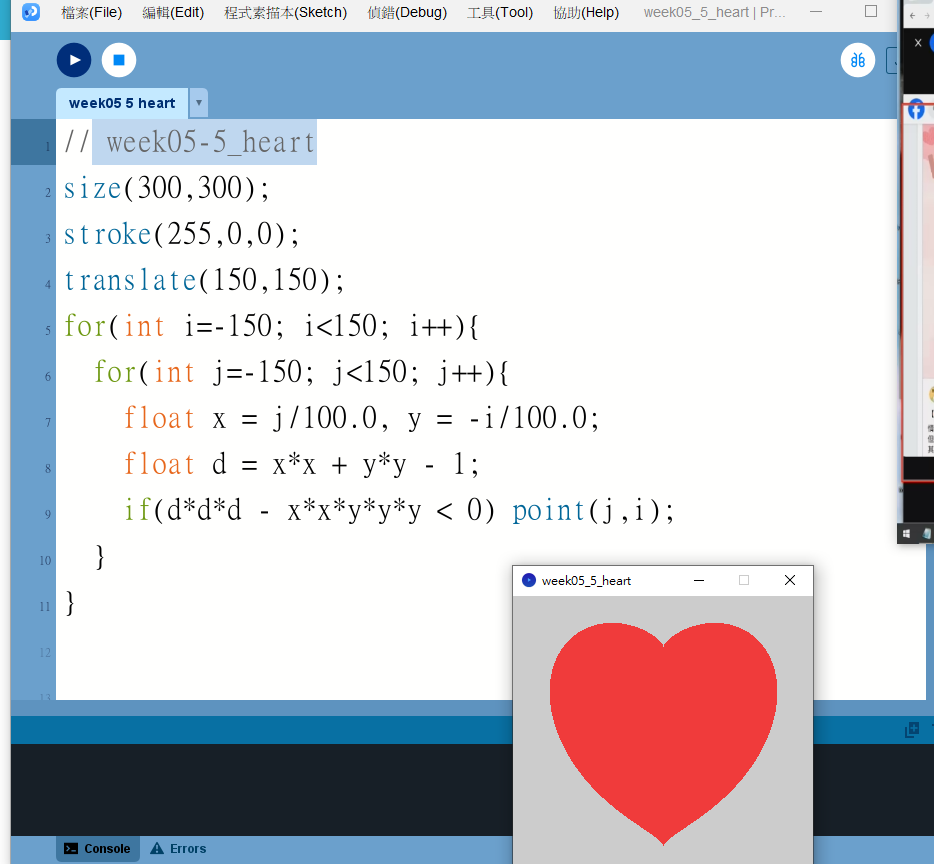 檔案(File) 編輯(Edit) 程式素描本(Sketch) 偵錯(Debug) 工具(Tool) 協助(Help) week05_5_heart | Pr...
week05 5 heart
1 // week05-5_heart
2 size(300,300);
3 stroke(255,0,0);
4 translate(150,150);
5 for(int i=-150; i<150; i++){
6 for(int j=-150; j<150; j++){
7 float x = j/100.0, y = -i/100.0;
8 float d = x*x + y*y - 1;
9 if(d*d*d - x*x*y*y*y < 0) point(j,i);
10 }
11 }
12
13
week05_5_heart
Console Errors